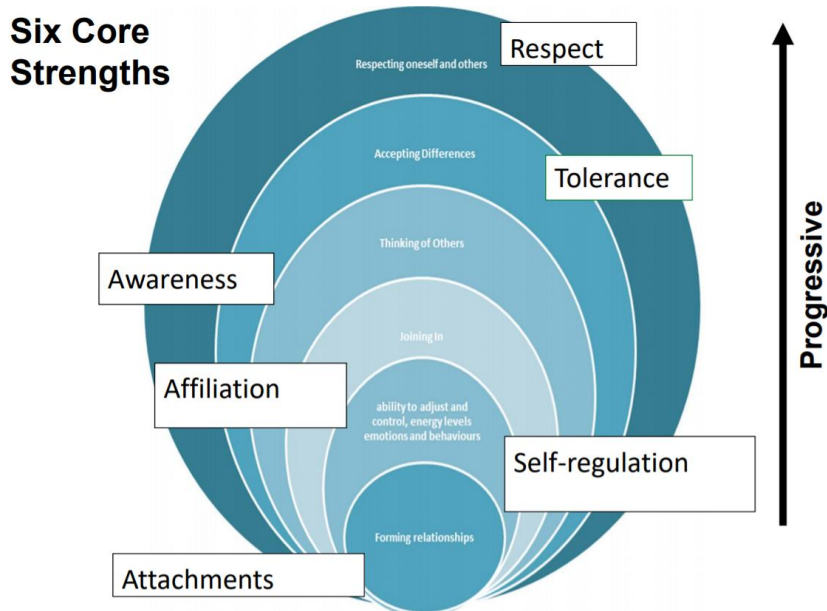 Six Core
Strengths
Respecting oneself and others
Respect
Accepting Differences
Tolerance
Thinking of Others
Awareness
Joining In
Affiliation
ability to adjust and
control, energy levels
emotions and behaviours
Self-regulation
Forming relationships
Attachments
Progressive